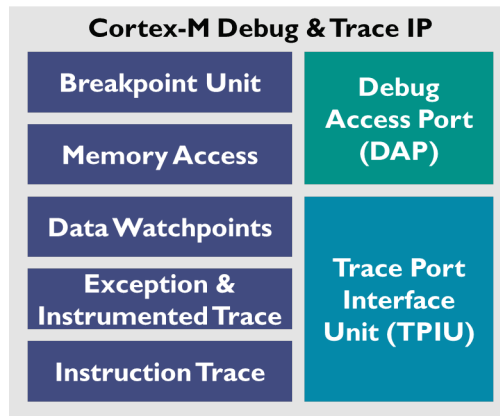 Cortex-M Debug & Trace IP
Breakpoint Unit
Memory Access
Data Watchpoints
Exception &
Instrumented Trace
Instruction Trace
Debug
Access Port
(DAP)
Trace Port
Interface
Unit (TPIU)